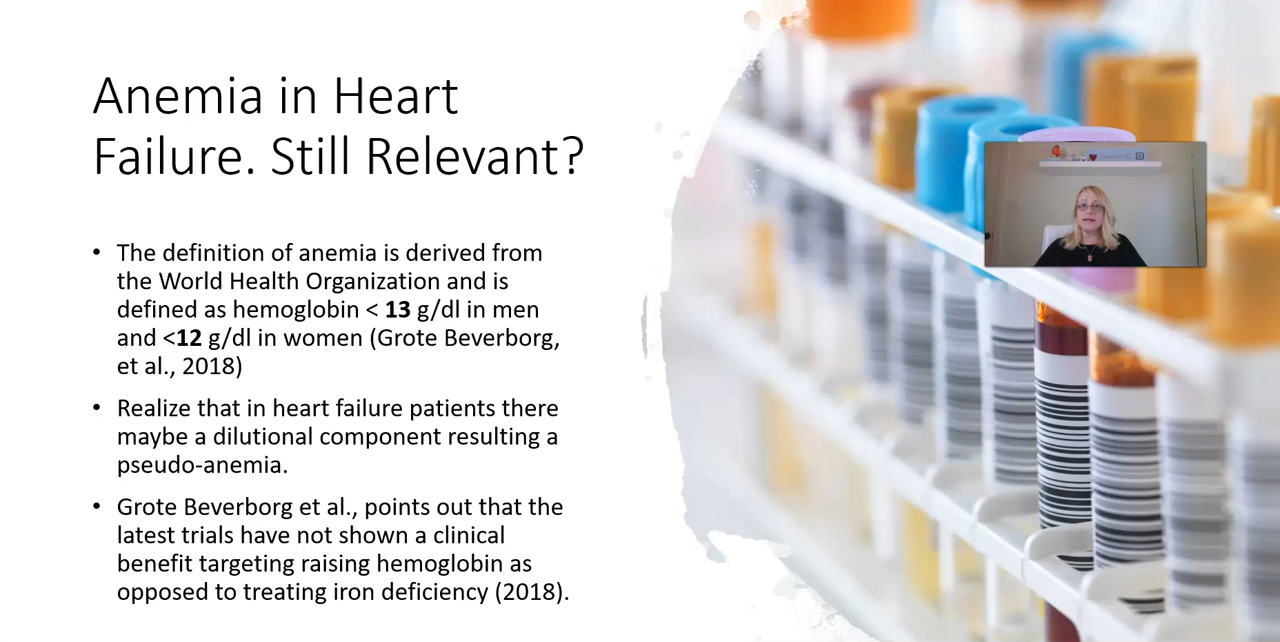 Anemia in Heart
Failure. Still Relevant?
• The definition of anemia is derived from
the World Health Organization and is
defined as hemoglobin < 13 g/dl in men
and <12 g/dl in women (Grote Beverborg,
et al., 2018)
• Realize that in heart failure patients there
maybe a dilutional component resulting a
pseudo-anemia.
• Grote Beverborg et al., points out that the
latest trials have not shown a clinical
benefit targeting raising hemoglobin as
opposed to treating iron deficiency (2018).